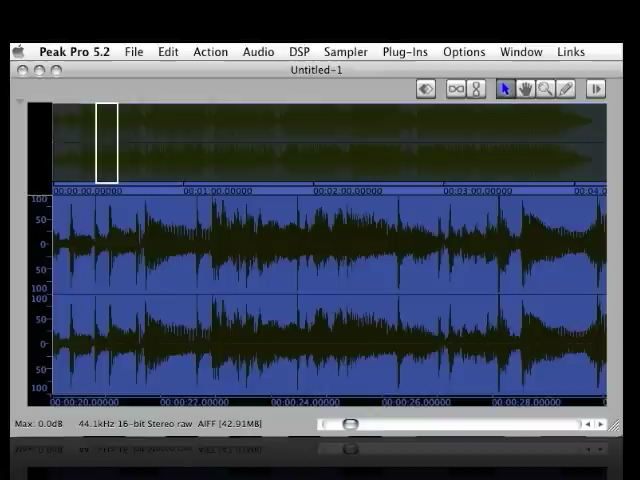 Peak Pro 5.2 File Edit Action Audio DSP Sampler Plug-Ins Options Window Links
Untitled-1
00:00:00.00000 00:01:00.00000 00:02:00.00000 00:03:00.00000 00:04:0
100
50
0-
50
100
100
50
0-
50
100
00:00:20.00000 00:00:22.00000 00:00:24.00000 00:00:26.00000 00:00:28.00000
Max: 0.0dB 44.1kHz 16-bit Stereo raw AIFF [42.91MB]